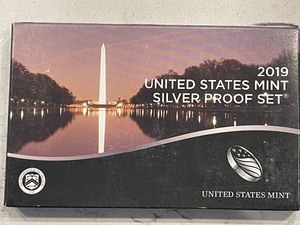 2019
UNITED STATES MINT
SILVER PROOF SET®
UNITED STATES MINT